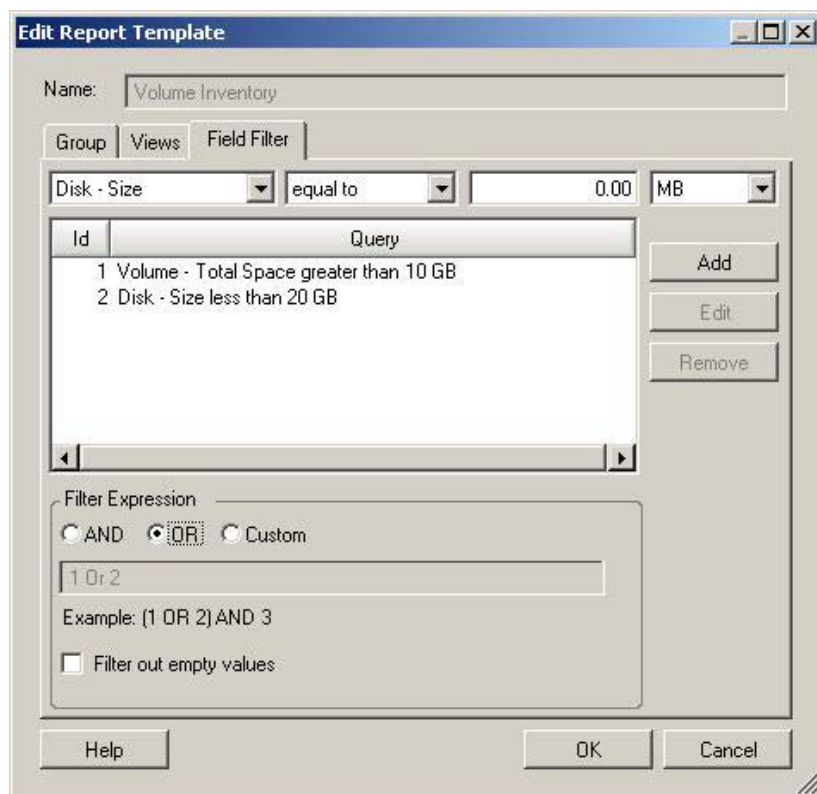 Edit Report Template
Name: Volume Inventory
Group Views Field Filter
Disk - Size equal to 0.00 MB
Id Query
1 Volume - Total Space greater than 10 GB
2 Disk - Size less than 20 GB
Add
Edit
Remove
Filter Expression
AND OR Custom
1 Or 2
Example: (1 OR 2) AND 3
Filter out empty values
Help OK Cancel